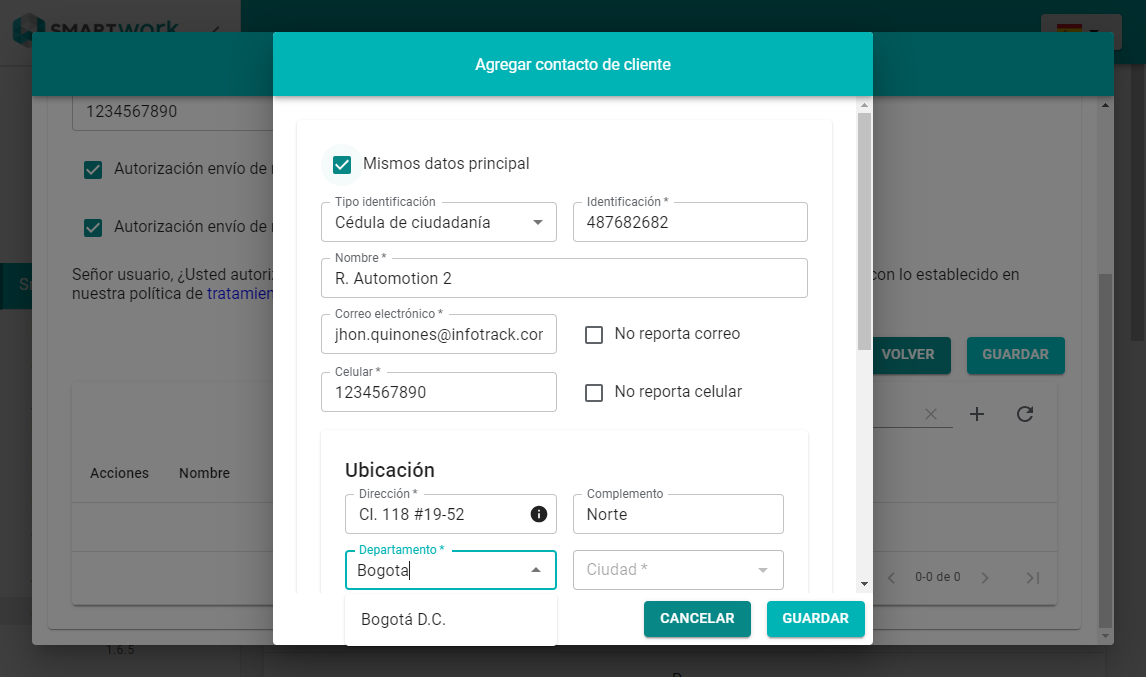 SMARTWORK
Agregar contacto de cliente
1234567890
Autorización envío de
Autorización envío de
Señor usuario, ¿Usted autoriz
con lo establecido en
nuestra política de tratamien
VOLVER
GUARDAR
Acciones
Nombre
0-0 de 0
1.6.5
Mismos datos principal
Tipo identificación
Identificación *
Cédula de ciudadanía
487682682
Nombre *
R. Automotion 2
Correo electrónico *
jhon.quinones@infotrack.cor
No reporta correo
Celular *
1234567890
No reporta celular
Ubicación
Dirección *
Complemento
Cl. 118 #19-52
Norte
Departamento *
Bogota
Ciudad *
Bogotá D.C.
CANCELAR
GUARDAR